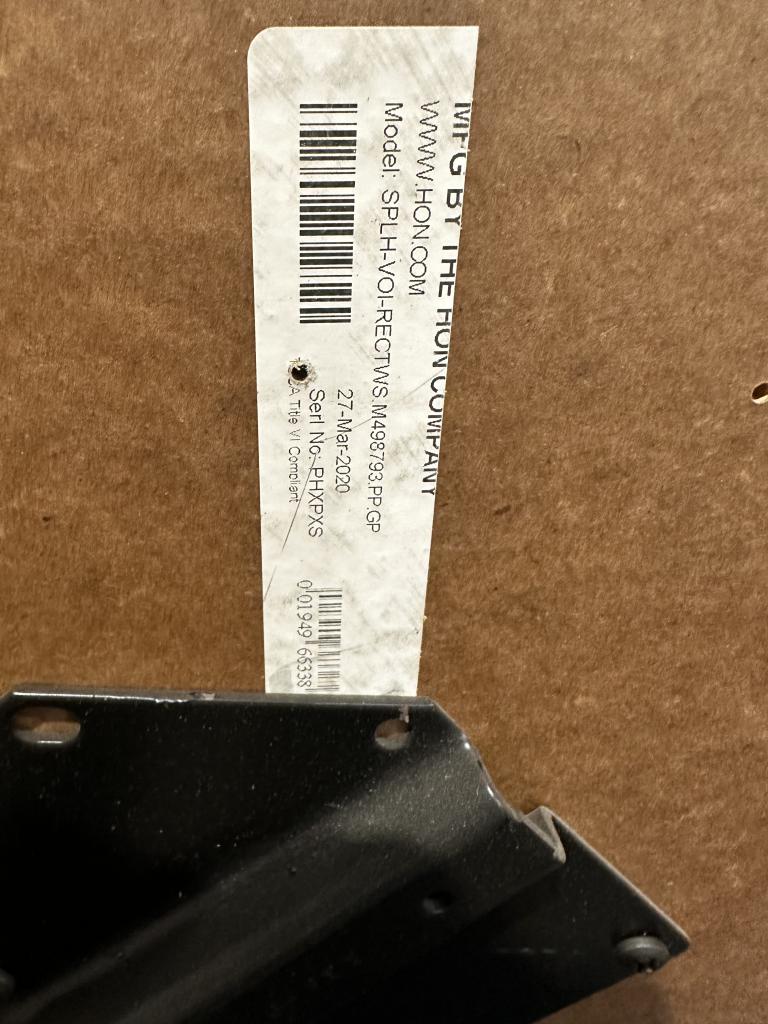 MFG BY THE HON COMPANY
WWW.HON.COM
Model: SPLH-VOI-RECTWS.M498793.PP.GP
27-Mar-2020
Serl No: PHXPXS
Title VI Compliant
0 01949 66338